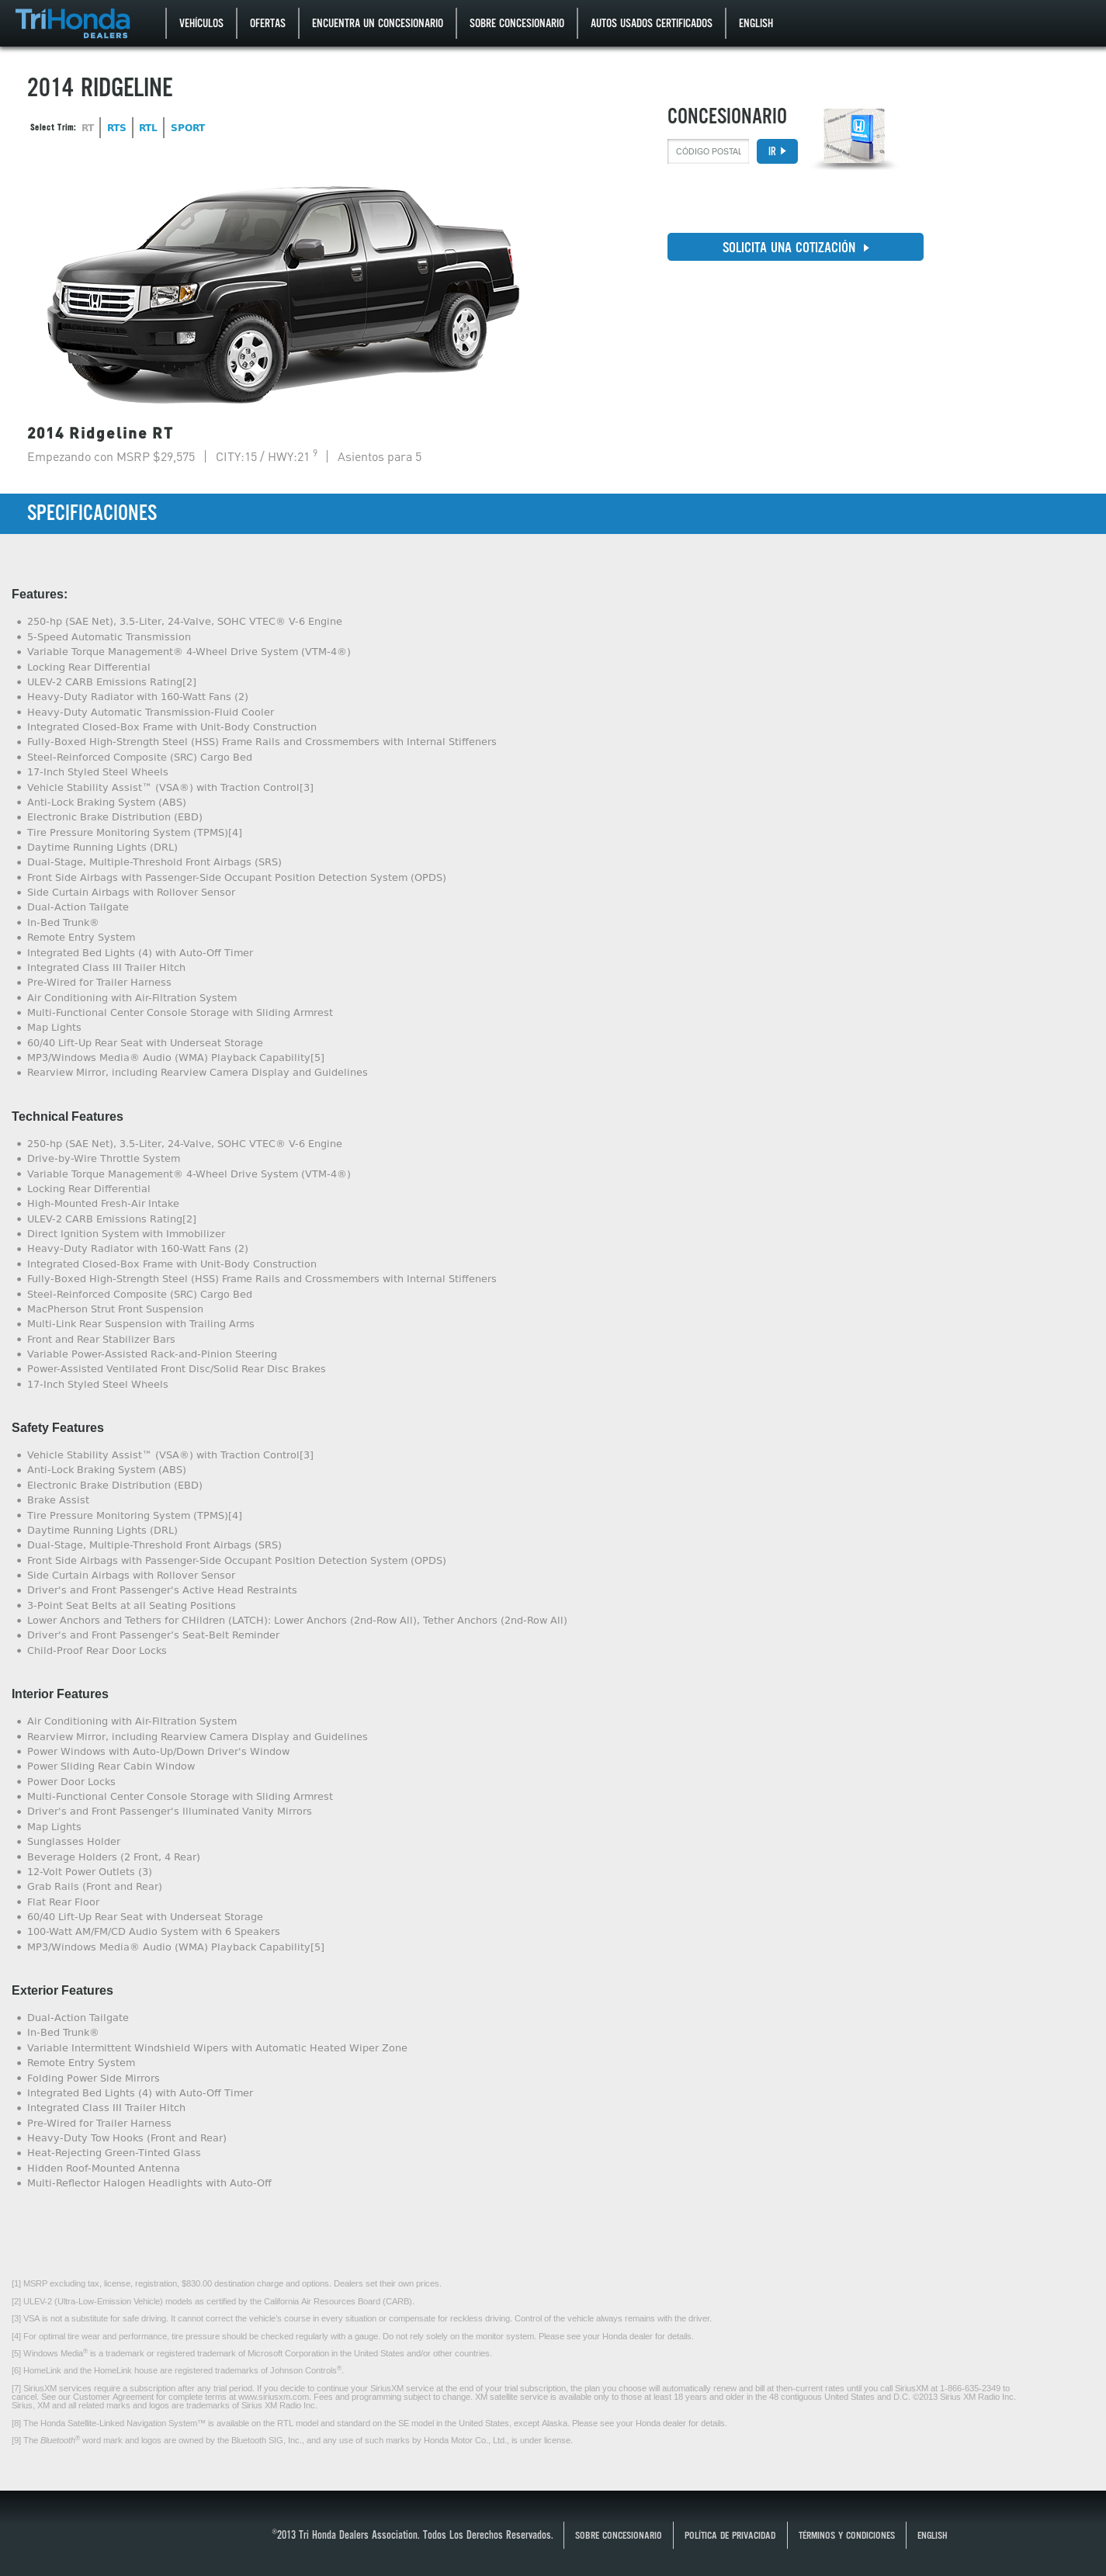 TriHonda
DEALERS
VEHÍCULOS
OFERTAS
ENCUENTRA UN CONCESIONARIO
SOBRE CONCESIONARIO
AUTOS USADOS CERTIFICADOS
ENGLISH
2014 RIDGELINE
Select Trim: RT RTS RTL SPORT
CONCESIONARIO
CÓDIGO POSTAL
IR
SOLICITA UNA COTIZACIÓN
2014 Ridgeline RT
Empezando con MSRP $29,575 | CITY:15 / HWY:21 9 | Asientos para 5
SPECIFICACIONES
Features:
250-hp (SAE Net), 3.5-Liter, 24-Valve, SOHC VTEC® V-6 Engine
5-Speed Automatic Transmission
Variable Torque Management® 4-Wheel Drive System (VTM-4®)
Locking Rear Differential
ULEV-2 CARB Emissions Rating[2]
Heavy-Duty Radiator with 160-Watt Fans (2)
Heavy-Duty Automatic Transmission-Fluid Cooler
Integrated Closed-Box Frame with Unit-Body Construction
Fully-Boxed High-Strength Steel (HSS) Frame Rails and Crossmembers with Internal Stiffeners
Steel-Reinforced Composite (SRC) Cargo Bed
17-Inch Styled Steel Wheels
Vehicle Stability Assist™ (VSA®) with Traction Control[3]
Anti-Lock Braking System (ABS)
Electronic Brake Distribution (EBD)
Tire Pressure Monitoring System (TPMS)[4]
Daytime Running Lights (DRL)
Dual-Stage, Multiple-Threshold Front Airbags (SRS)
Front Side Airbags with Passenger-Side Occupant Position Detection System (OPDS)
Side Curtain Airbags with Rollover Sensor
Dual-Action Tailgate
In-Bed Trunk®
Remote Entry System
Integrated Bed Lights (4) with Auto-Off Timer
Integrated Class III Trailer Hitch
Pre-Wired for Trailer Harness
Air Conditioning with Air-Filtration System
Multi-Functional Center Console Storage with Sliding Armrest
Map Lights
60/40 Lift-Up Rear Seat with Underseat Storage
MP3/Windows Media® Audio (WMA) Playback Capability[5]
Rearview Mirror, including Rearview Camera Display and Guidelines
Technical Features
250-hp (SAE Net), 3.5-Liter, 24-Valve, SOHC VTEC® V-6 Engine
Drive-by-Wire Throttle System
Variable Torque Management® 4-Wheel Drive System (VTM-4®)
Locking Rear Differential
High-Mounted Fresh-Air Intake
ULEV-2 CARB Emissions Rating[2]
Direct Ignition System with Immobilizer
Heavy-Duty Radiator with 160-Watt Fans (2)
Integrated Closed-Box Frame with Unit-Body Construction
Fully-Boxed High-Strength Steel (HSS) Frame Rails and Crossmembers with Internal Stiffeners
Steel-Reinforced Composite (SRC) Cargo Bed
MacPherson Strut Front Suspension
Multi-Link Rear Suspension with Trailing Arms
Front and Rear Stabilizer Bars
Variable Power-Assisted Rack-and-Pinion Steering
Power-Assisted Ventilated Front Disc/Solid Rear Disc Brakes
17-Inch Styled Steel Wheels
Safety Features
Vehicle Stability Assist™ (VSA®) with Traction Control[3]
Anti-Lock Braking System (ABS)
Electronic Brake Distribution (EBD)
Brake Assist
Tire Pressure Monitoring System (TPMS)[4]
Daytime Running Lights (DRL)
Dual-Stage, Multiple-Threshold Front Airbags (SRS)
Front Side Airbags with Passenger-Side Occupant Position Detection System (OPDS)
Side Curtain Airbags with Rollover Sensor
Driver's and Front Passenger's Active Head Restraints
3-Point Seat Belts at all Seating Positions
Lower Anchors and Tethers for CHildren (LATCH): Lower Anchors (2nd-Row All), Tether Anchors (2nd-Row All)
Driver's and Front Passenger's Seat-Belt Reminder
Child-Proof Rear Door Locks
Interior Features
Air Conditioning with Air-Filtration System
Rearview Mirror, including Rearview Camera Display and Guidelines
Power Windows with Auto-Up/Down Driver's Window
Power Sliding Rear Cabin Window
Power Door Locks
Multi-Functional Center Console Storage with Sliding Armrest
Driver's and Front Passenger's Illuminated Vanity Mirrors
Map Lights
Sunglasses Holder
Beverage Holders (2 Front, 4 Rear)
12-Volt Power Outlets (3)
Grab Rails (Front and Rear)
Flat Rear Floor
60/40 Lift-Up Rear Seat with Underseat Storage
100-Watt AM/FM/CD Audio System with 6 Speakers
MP3/Windows Media® Audio (WMA) Playback Capability[5]
Exterior Features
Dual-Action Tailgate
In-Bed Trunk®
Variable Intermittent Windshield Wipers with Automatic Heated Wiper Zone
Remote Entry System
Folding Power Side Mirrors
Integrated Bed Lights (4) with Auto-Off Timer
Integrated Class III Trailer Hitch
Pre-Wired for Trailer Harness
Heavy-Duty Tow Hooks (Front and Rear)
Heat-Rejecting Green-Tinted Glass
Hidden Roof-Mounted Antenna
Multi-Reflector Halogen Headlights with Auto-Off
[1] MSRP excluding tax, license, registration, $830.00 destination charge and options. Dealers set their own prices.
[2] ULEV-2 (Ultra-Low-Emission Vehicle) models as certified by the California Air Resources Board (CARB).
[3] VSA is not a substitute for safe driving. It cannot correct the vehicle's course in every situation or compensate for reckless driving. Control of the vehicle always remains with the driver.
[4] For optimal tire wear and performance, tire pressure should be checked regularly with a gauge. Do not rely solely on the monitor system. Please see your Honda dealer for details.
[5] Windows Media® is a trademark or registered trademark of Microsoft Corporation in the United States and/or other countries.
[6] HomeLink and the HomeLink house are registered trademarks of Johnson Controls®.
[7] SiriusXM services require a subscription after any trial period. If you decide to continue your SiriusXM service at the end of your trial subscription, the plan you choose will automatically renew and bill at then-current rates until you call SiriusXM at 1-866-635-2349 to
cancel. See our Customer Agreement for complete terms at www.siriusxm.com. Fees and programming subject to change. XM satellite service is available only to those at least 18 years and older in the 48 contiguous United States and D.C. ©2013 Sirius XM Radio Inc.
Sirius, XM and all related marks and logos are trademarks of Sirius XM Radio Inc.
[8] The Honda Satellite-Linked Navigation System™ is available on the RTL model and standard on the SE model in the United States, except Alaska. Please see your Honda dealer for details.
[9] The Bluetooth® word mark and logos are owned by the Bluetooth SIG, Inc., and any use of such marks by Honda Motor Co., Ltd., is under license.
®2013 Tri Honda Dealers Association. Todos Los Derechos Reservados.
SOBRE CONCESIONARIO
POLÍTICA DE PRIVACIDAD
TÉRMINOS Y CONDICIONES
ENGLISH